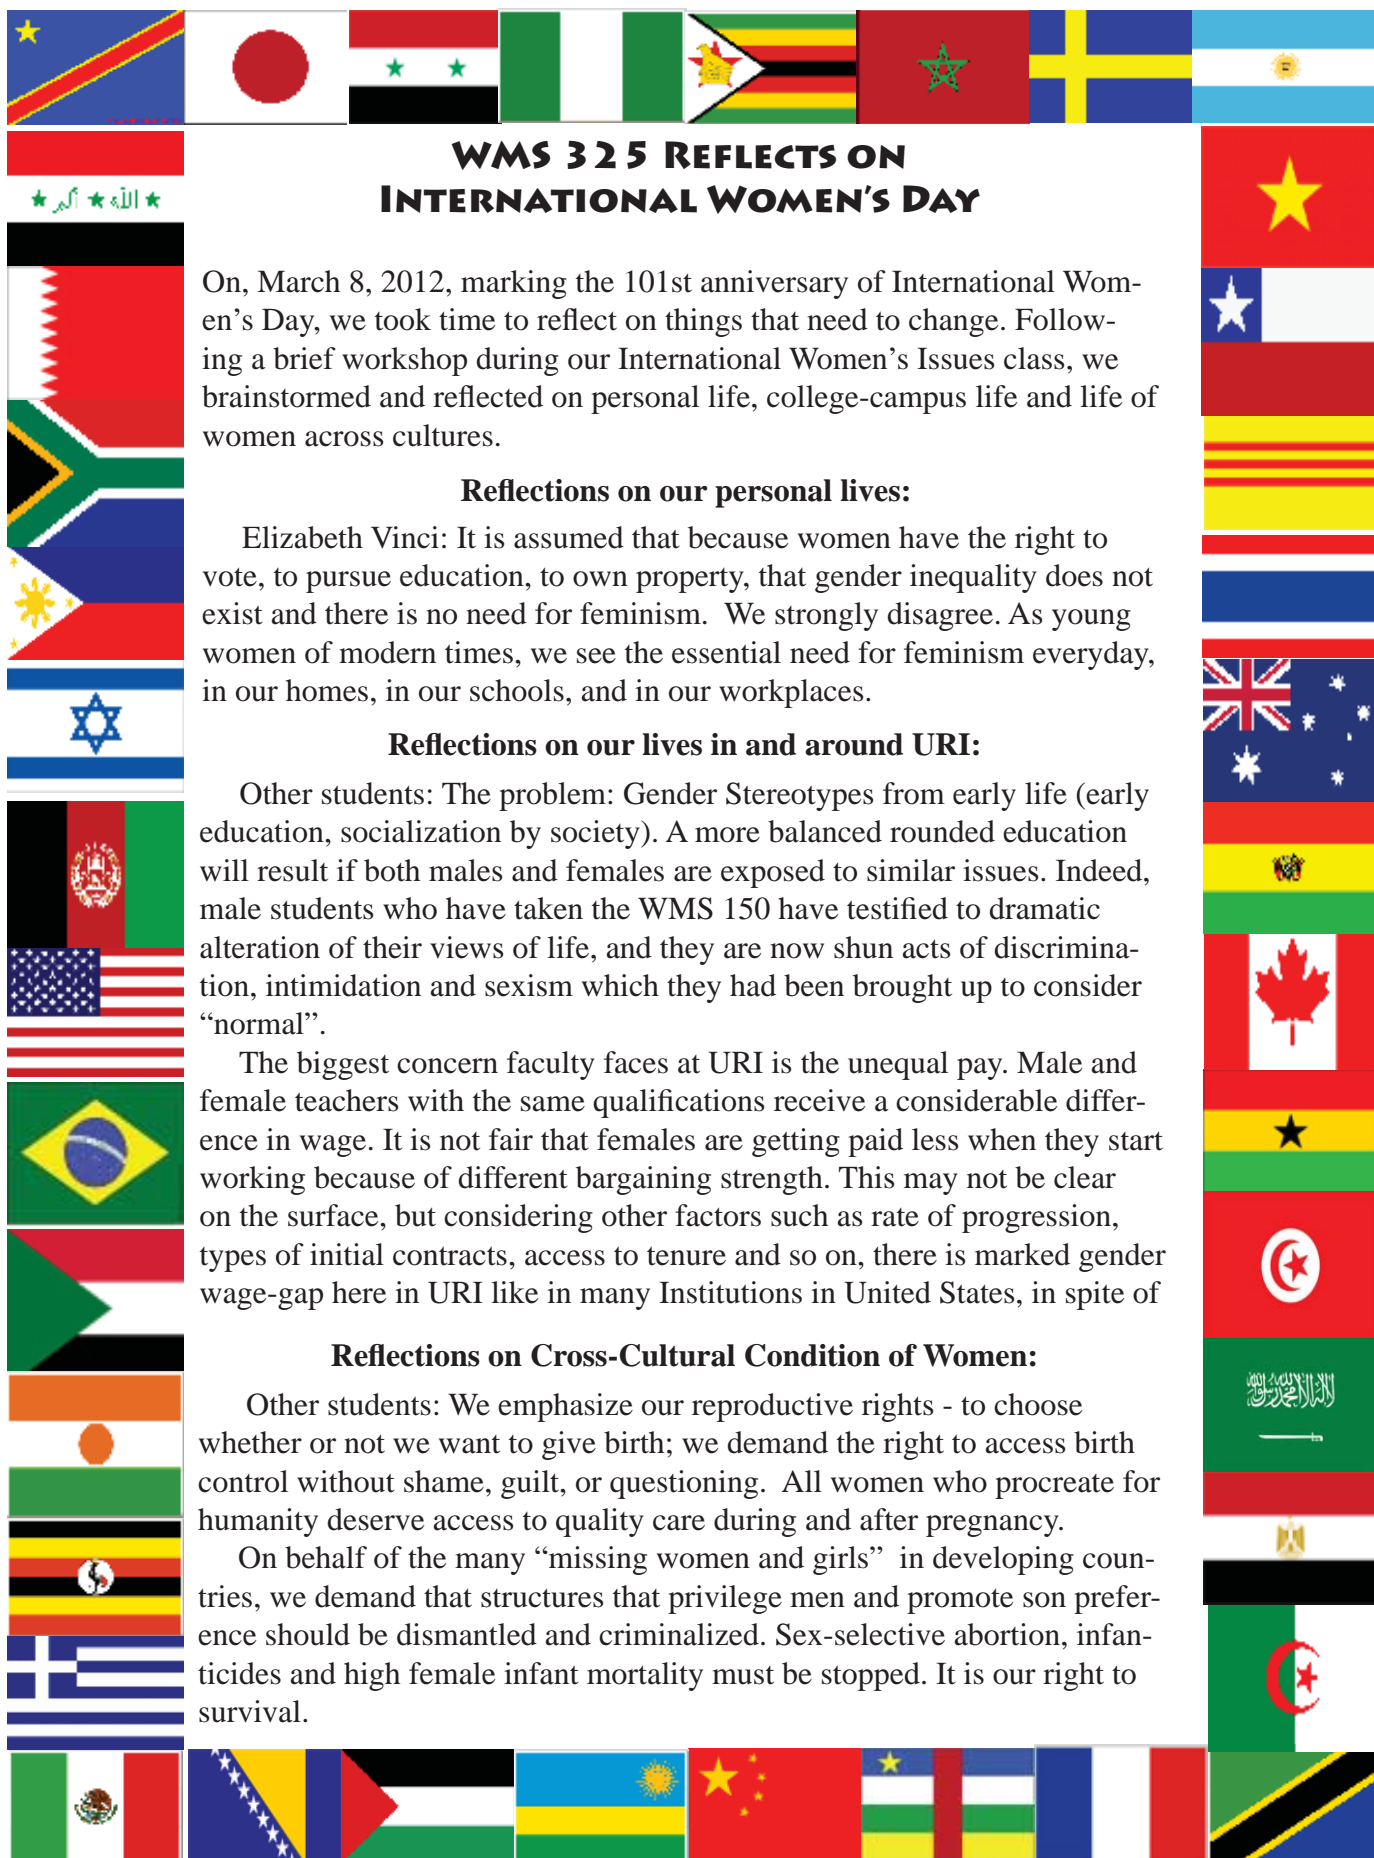 WMS 325 Reflects on
International Women's Day
On, March 8, 2012, marking the 101st anniversary of International Wom-
en's Day, we took time to reflect on things that need to change. Follow-
ing a brief workshop during our International Women's Issues class, we
brainstormed and reflected on personal life, college-campus life and life of
women across cultures.
Reflections on our personal lives:
Elizabeth Vinci: It is assumed that because women have the right to
vote, to pursue education, to own property, that gender inequality does not
exist and there is no need for feminism.  We strongly disagree. As young
women of modern times, we see the essential need for feminism everyday,
in our homes, in our schools, and in our workplaces.
Reflections on our lives in and around URI:
Other students: The problem: Gender Stereotypes from early life (early
education, socialization by society). A more balanced rounded education
will result if both males and females are exposed to similar issues. Indeed,
male students who have taken the WMS 150 have testified to dramatic
alteration of their views of life, and they are now shun acts of discrimina-
tion, intimidation and sexism which they had been brought up to consider
“normal”.
The biggest concern faculty faces at URI is the unequal pay. Male and
female teachers with the same qualifications receive a considerable differ-
ence in wage. It is not fair that females are getting paid less when they start
working because of different bargaining strength. This may not be clear
on the surface, but considering other factors such as rate of progression,
types of initial contracts, access to tenure and so on, there is marked gender
wage-gap here in URI like in many Institutions in United States, in spite of
Reflections on Cross-Cultural Condition of Women:
Other students: We emphasize our reproductive rights - to choose
whether or not we want to give birth; we demand the right to access birth
control without shame, guilt, or questioning.  All women who procreate for
humanity deserve access to quality care during and after pregnancy.
On behalf of the many “missing women and girls”  in developing coun-
tries, we demand that structures that privilege men and promote son prefer-
ence should be dismantled and criminalized. Sex-selective abortion, infan-
ticides and high female infant mortality must be stopped. It is our right to
survival.
الله أكبر